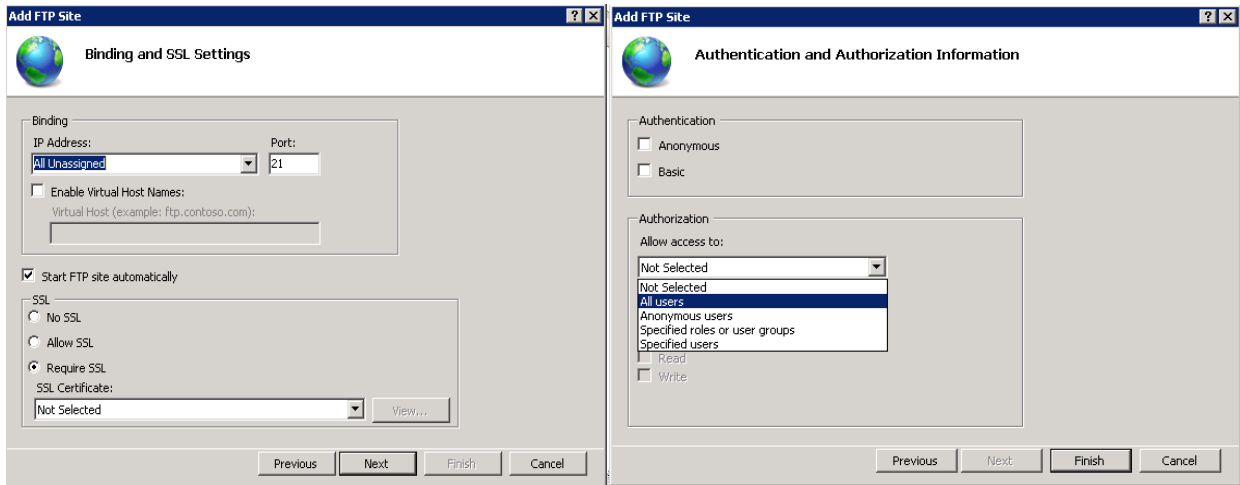 Add FTP Site
Binding and SSL Settings
Binding
IP Address: Port:
All Unassigned 21
Enable Virtual Host Names:
Virtual Host (example: ftp.contoso.com):
Start FTP site automatically
SSL
No SSL
Allow SSL
Require SSL
SSL Certificate:
Not Selected View...
Previous Next Finish Cancel
Add FTP Site
Authentication and Authorization Information
Authentication
Anonymous
Basic
Authorization
Allow access to:
Not Selected
Not Selected
All users
Anonymous users
Specified roles or user groups
Specified users
Read
Write
Previous Next Finish Cancel